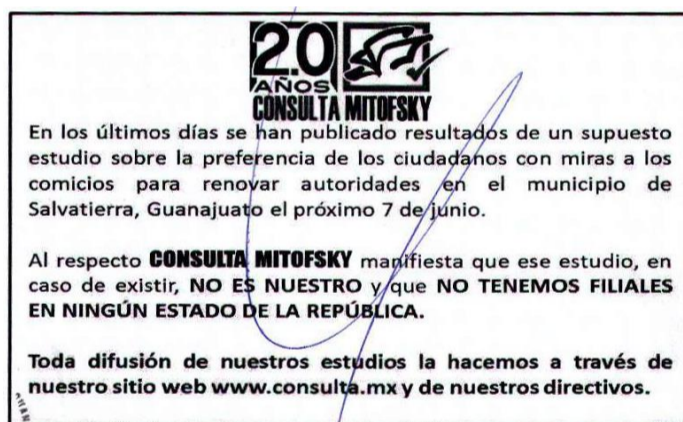 2.0
AÑOS
CONSULTA MITOFSKY
En los últimos días se han publicado resultados de un supuesto
estudio sobre la preferencia de los ciudadanos con miras a los
comicios para renovar autoridades en el municipio de
Salvatierra, Guanajuato el próximo 7 de junio.
Al respecto CONSULTA MITOFSKY manifiesta que ese estudio, en
caso de existir, NO ES NUESTRO y que NO TENEMOS FILIALES
EN NINGÚN ESTADO DE LA REPÚBLICA.
Toda difusión de nuestros estudios la hacemos a través de
nuestro sitio web www.consulta.mx y de nuestros directivos.